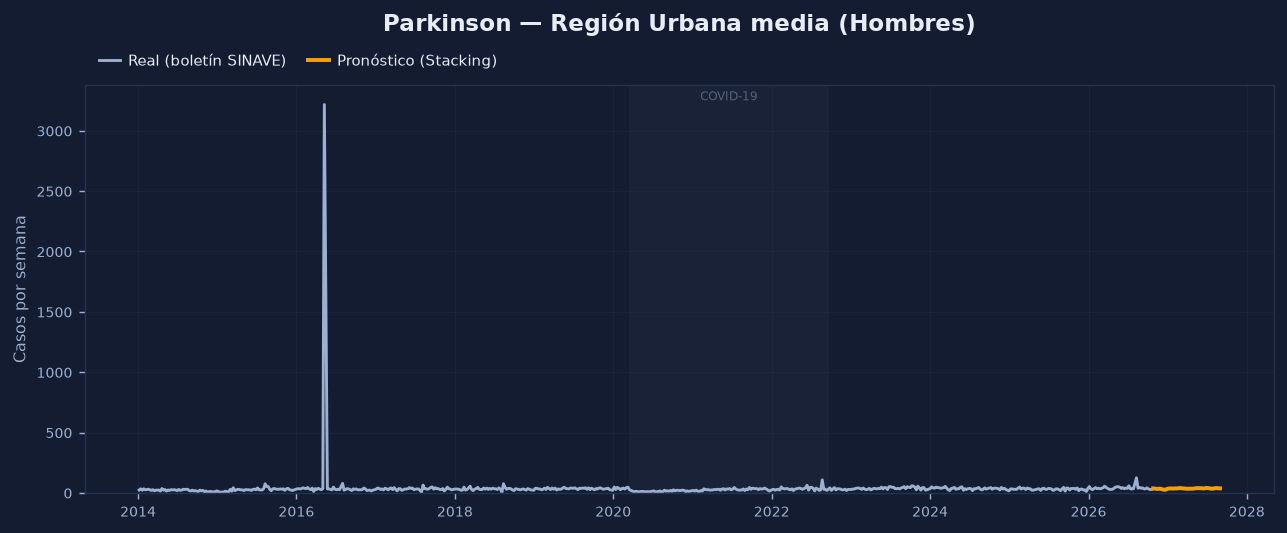 Parkinson — Región Urbana media (Hombres)
Real (boletín SINAVE) Pronóstico (Stacking)
COVID-19
Casos por semana
3000
2500
2000
1500
1000
500
0
2014 2016 2018 2020 2022 2024 2026 2028